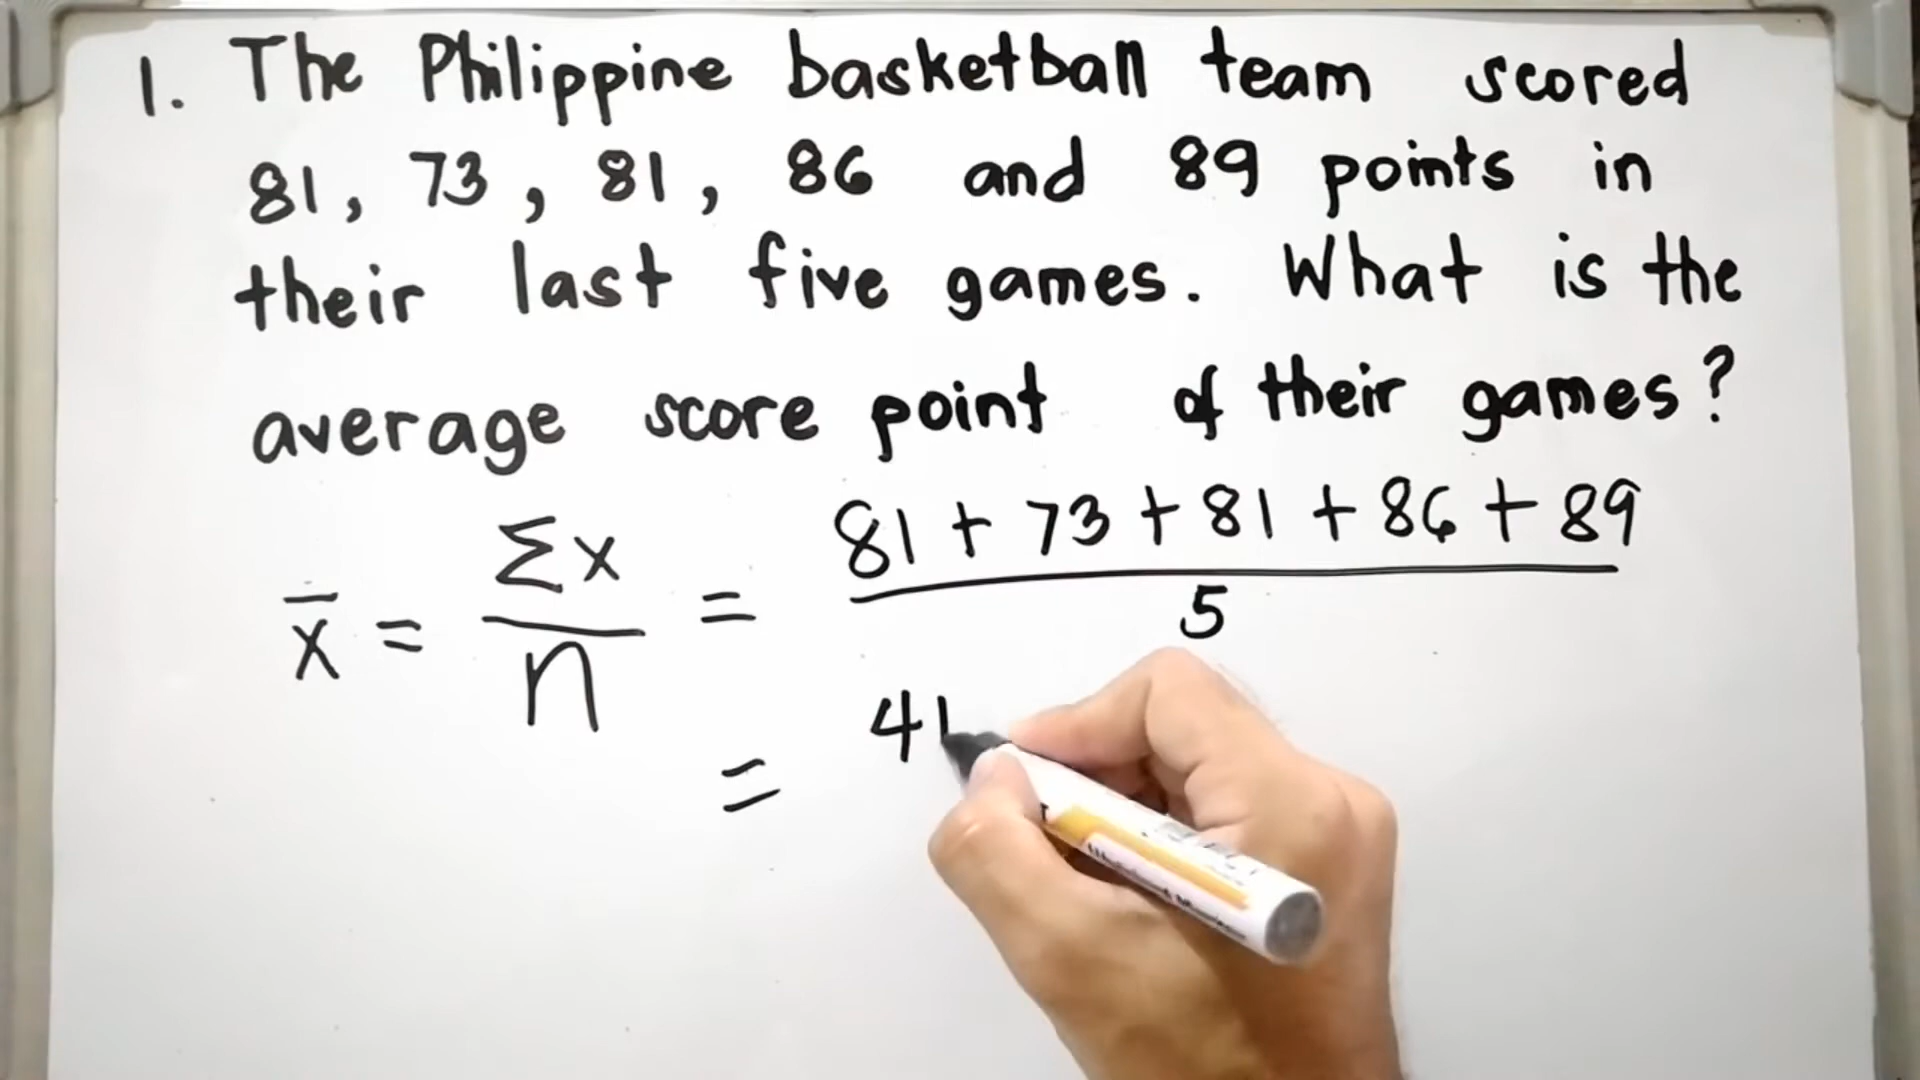 1. The Philippine basketball team scored
81, 73, 81, 86 and 89 points in
their last five games. What is the
average score point of their games?
x̄ = Σx / n = 81 + 73 + 81 + 86 + 89 / 5
= 41